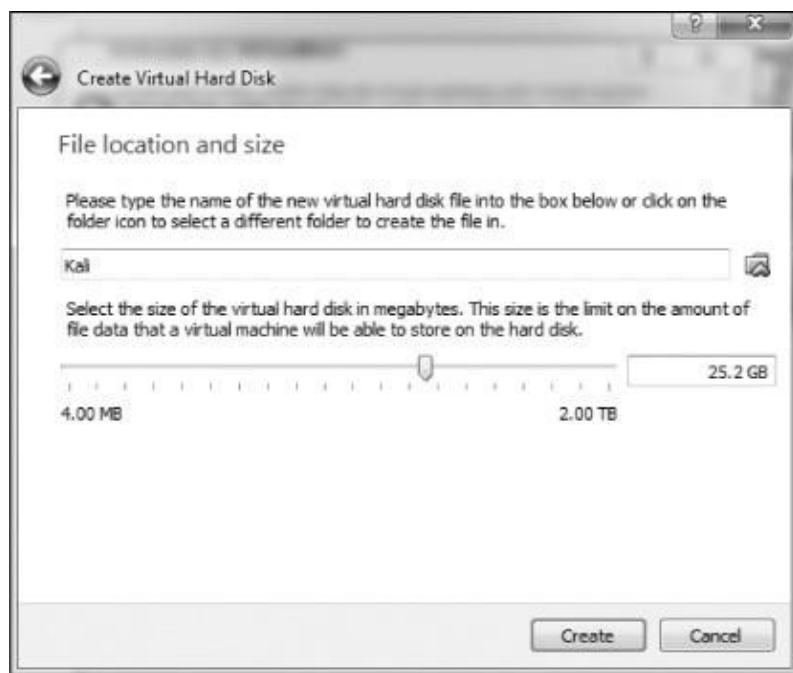 Create Virtual Hard Disk
File location and size
Please type the name of the new virtual hard disk file into the box below or click on the
folder icon to select a different folder to create the file in.
Kali
Select the size of the virtual hard disk in megabytes. This size is the limit on the amount of
file data that a virtual machine will be able to store on the hard disk.
25.2 GB
4.00 MB 2.00 TB
Create Cancel